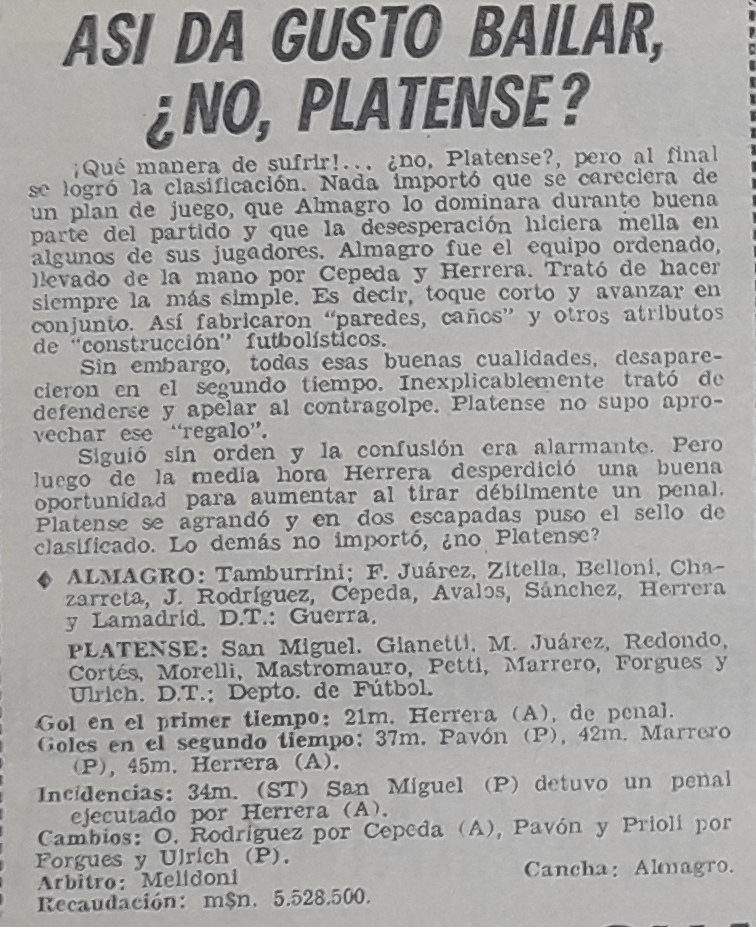 ASI DA GUSTO BAILAR,
¿NO, PLATENSE?
¡Qué manera de sufrir!... ¿no, Platense?, pero al final
se logró la clasificación. Nada importó que se careciera de
un plan de juego, que Almagro lo dominara durante buena
parte del partido y que la desesperación hiciera mella en
algunos de sus jugadores. Almagro fue el equipo ordenado,
llevado de la mano por Cepeda y Herrera. Trató de hacer
siempre la más simple. Es decir, toque corto y avanzar en
conjunto. Así fabricaron "paredes, caños" y otros atributos
de "construcción" futbolísticos.
Sin embargo, todas esas buenas cualidades, desapare-
cieron en el segundo tiempo. Inexplicablemente trató de
defenderse y apelar al contragolpe. Platense no supo apro-
vechar ese "regalo".
Siguió sin orden y la confusión era alarmante. Pero
luego de la media hora Herrera desperdició una buena
oportunidad para aumentar al tirar débilmente un penal.
Platense se agrandó y en dos escapadas puso el sello de
clasificado. Lo demás no importó, ¿no Platense?
♦ ALMAGRO: Tamburrini; F. Juárez, Zitella, Belloni, Cha-
zarreta, J. Rodríguez, Cepeda, Avalos, Sánchez, Herrera
y Lamadrid. D.T.: Guerra.
PLATENSE: San Miguel, Gianetti, M. Juárez, Redondo,
Cortés, Morelli, Mastromauro, Petti, Marrero, Forgues y
Ulrich. D.T.: Depto. de Fútbol.
Gol en el primer tiempo: 21m. Herrera (A), de penal.
Goles en el segundo tiempo: 37m. Pavón (P), 42m. Marrero
(P), 45m. Herrera (A).
Incidencias: 34m. (ST) San Miguel (P) detuvo un penal
ejecutado por Herrera (A).
Cambios: O. Rodríguez por Cepeda (A), Pavón y Prioli por
Forgues y Ulrich (P).
Arbitro: Melidoni Cancha: Almagro.
Recaudación: m$n. 5.528.500.